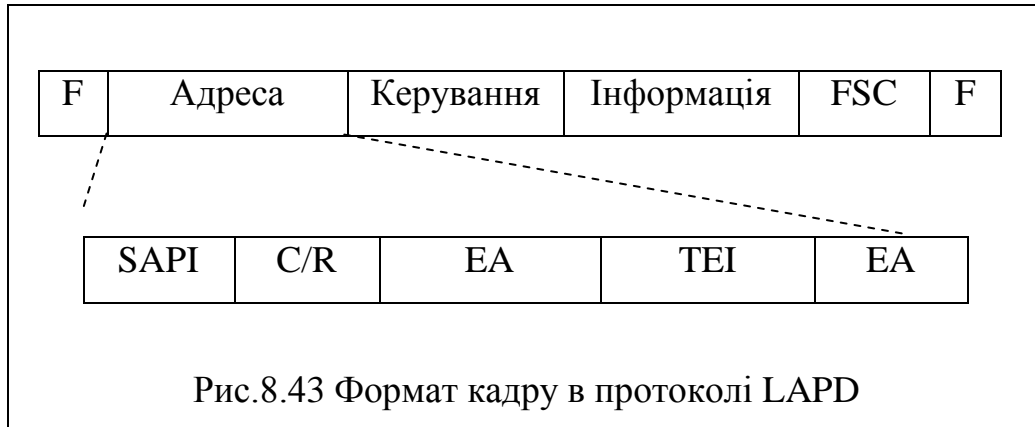 F Адреса Керування Інформація FSC F
SAPI C/R EA TEI EA
Рис.8.43 Формат кадру в протоколі LAPD